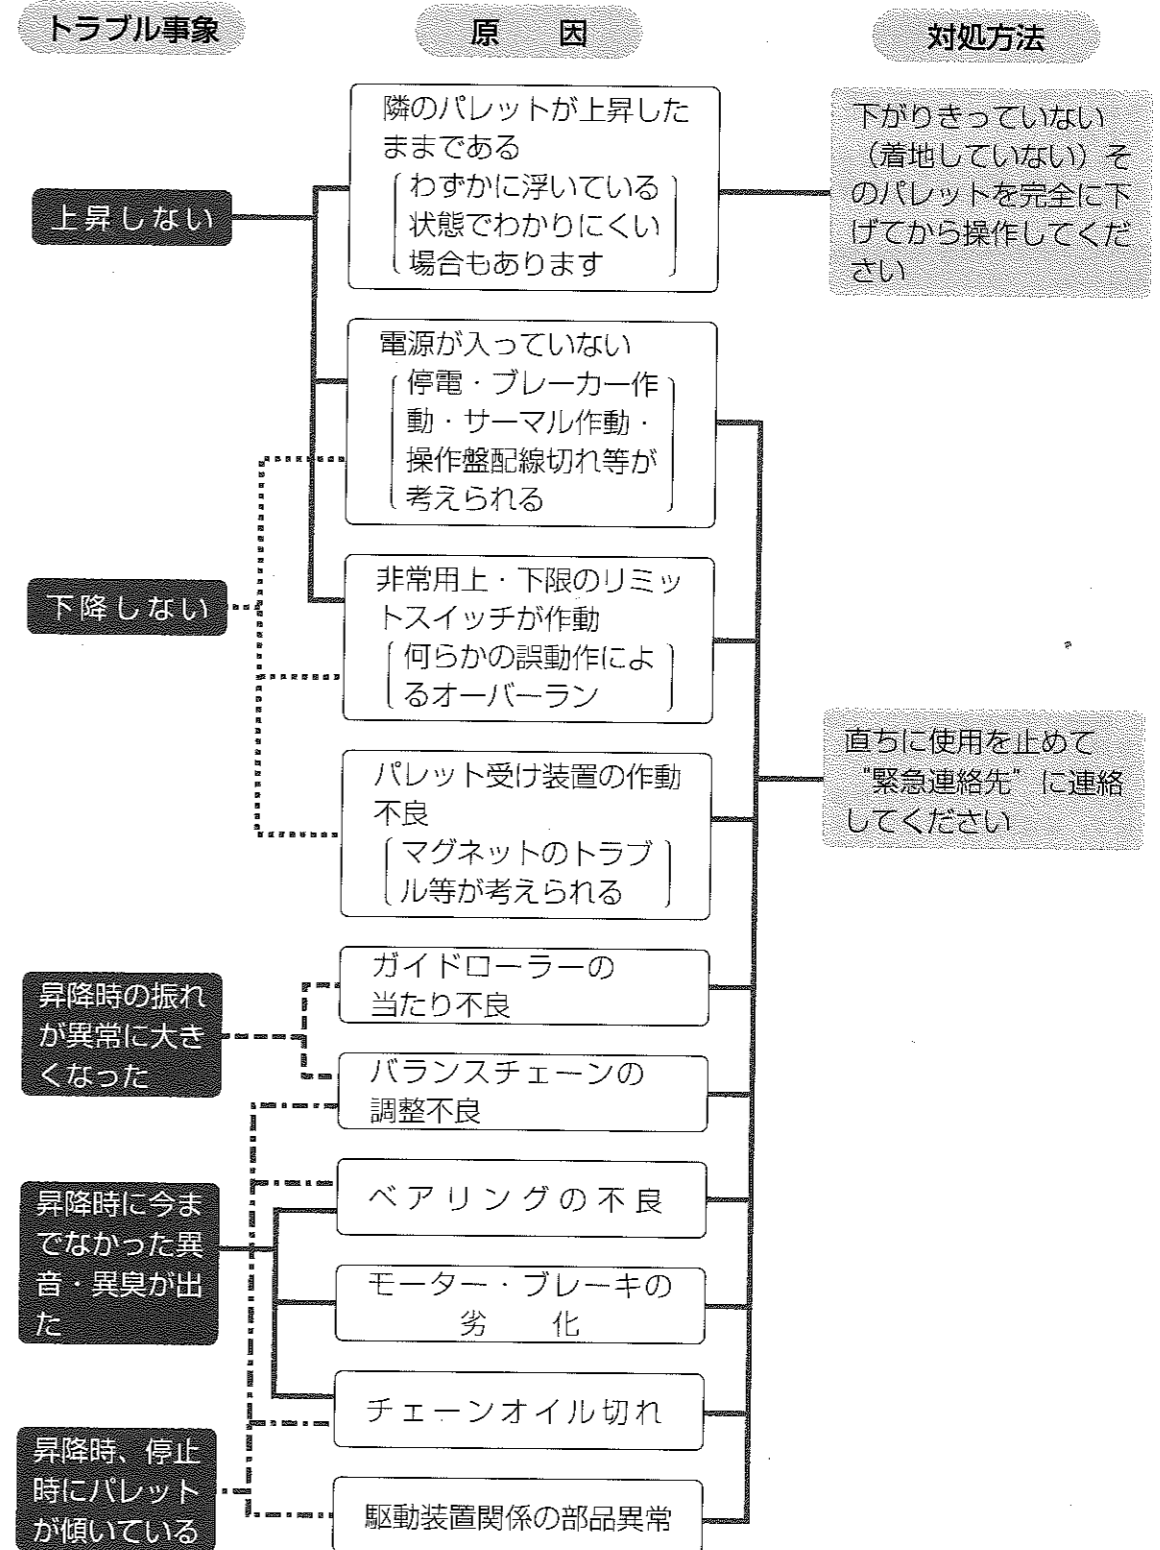 トラブル事象
原　因
対処方法
上昇しない
隣のパレットが上昇した
ままである
わずかに浮いている
状態でわかりにくい
場合もあります
下がりきっていない
（着地していない）そ
のパレットを完全に下
げてから操作してくだ
さい
電源が入っていない
停電・ブレーカー作
動・サーマル作動・
操作盤配線切れ等が
考えられる
下降しない
非常用上・下限のリミッ
トスイッチが作動
何らかの誤動作によ
るオーバーラン
パレット受け装置の作動
不良
マグネットのトラブ
ル等が考えられる
直ちに使用を止めて
"緊急連絡先"に連絡
してください
昇降時の振れ
が異常に大き
くなった
ガイドローラーの
当たり不良
バランスチェーンの
調整不良
昇降時に今ま
でなかった異
音・異臭が出
た
ベアリングの不良
モーター・ブレーキの
劣　化
チェーンオイル切れ
昇降時、停止
時にパレット
が傾いている
駆動装置関係の部品異常